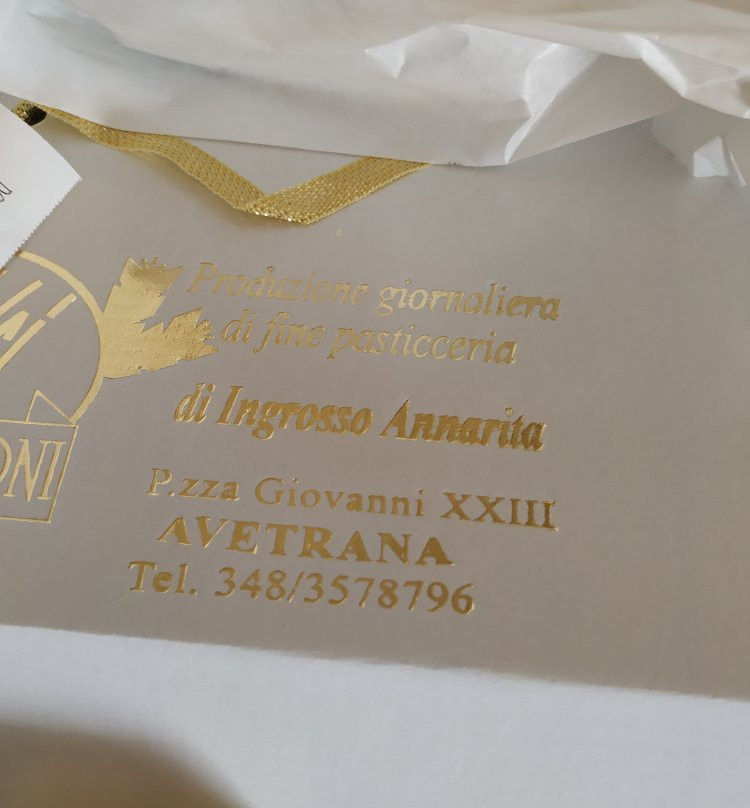 Produzione giornaliera
di fine pasticceria
di Ingrosso Annarita
P.zza Giovanni XXIII
AVETRANA
Tel. 348/3578796